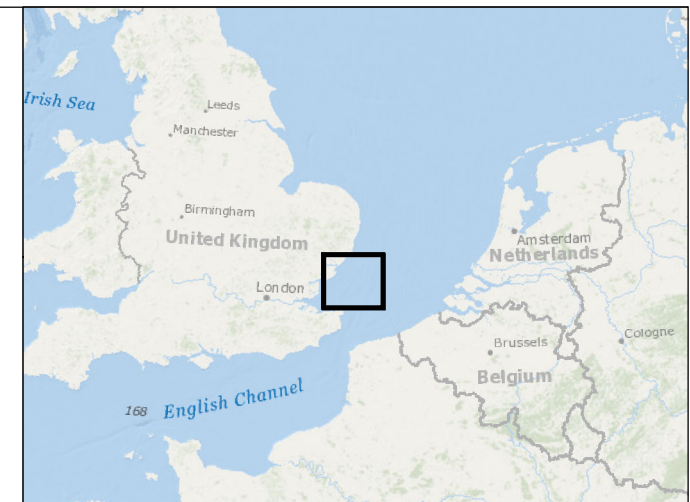 Irish Sea
Leeds
Manchester
Birmingham
United Kingdom
Amsterdam
Netherlands
London
Cologne
Brussels
Belgium
168
English Channel